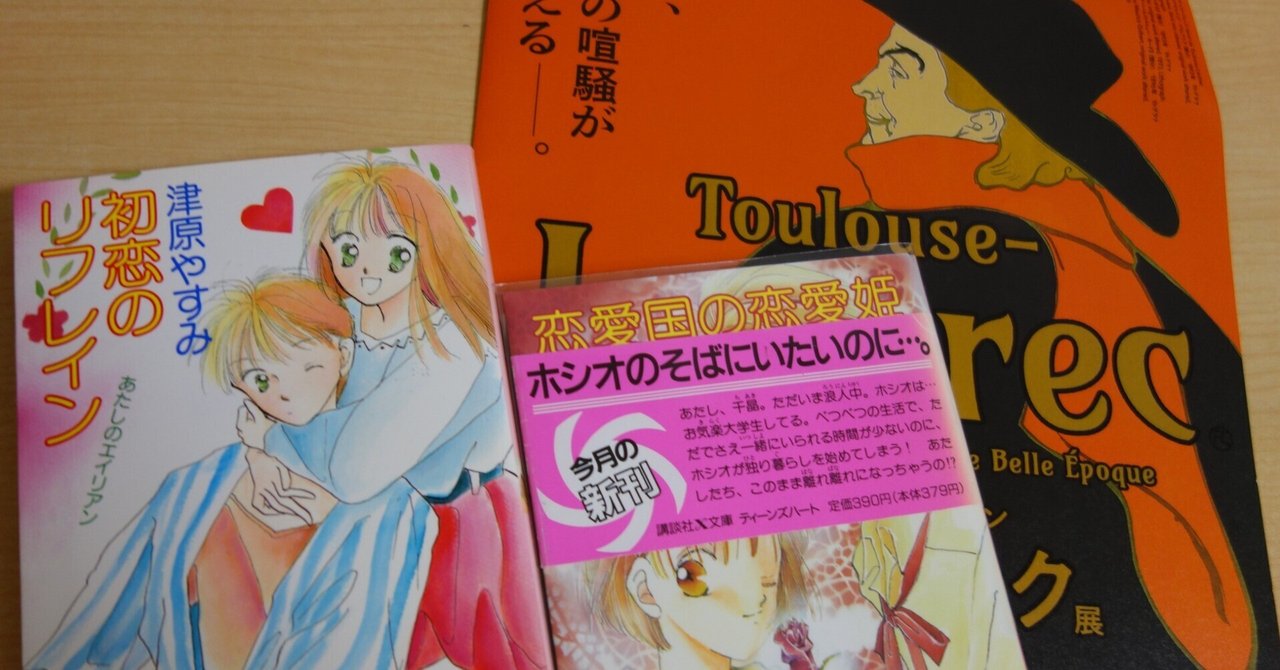 津原やすみ
初恋の
リフレイン
あたしのエイリアン
恋愛国の恋愛姫
ホシオのそばにいたいのに…。
今月の
新刊
あたし、千晶。ただいま浪人中。ホシオは…
お気楽大学生してる。べつべつの生活で、た
だでさえ一緒にいられる時間が少ないのに、
ホシオが独り暮らしを始めてしまう! あた
したち、このまま離れ離れになっちゃうの!?
講談社X文庫 ティーンズハート 定価390円(本体379円)
、
の喧騒が
える――。
Toulouse-
L
rec
e Belle Époque
ン
ク展